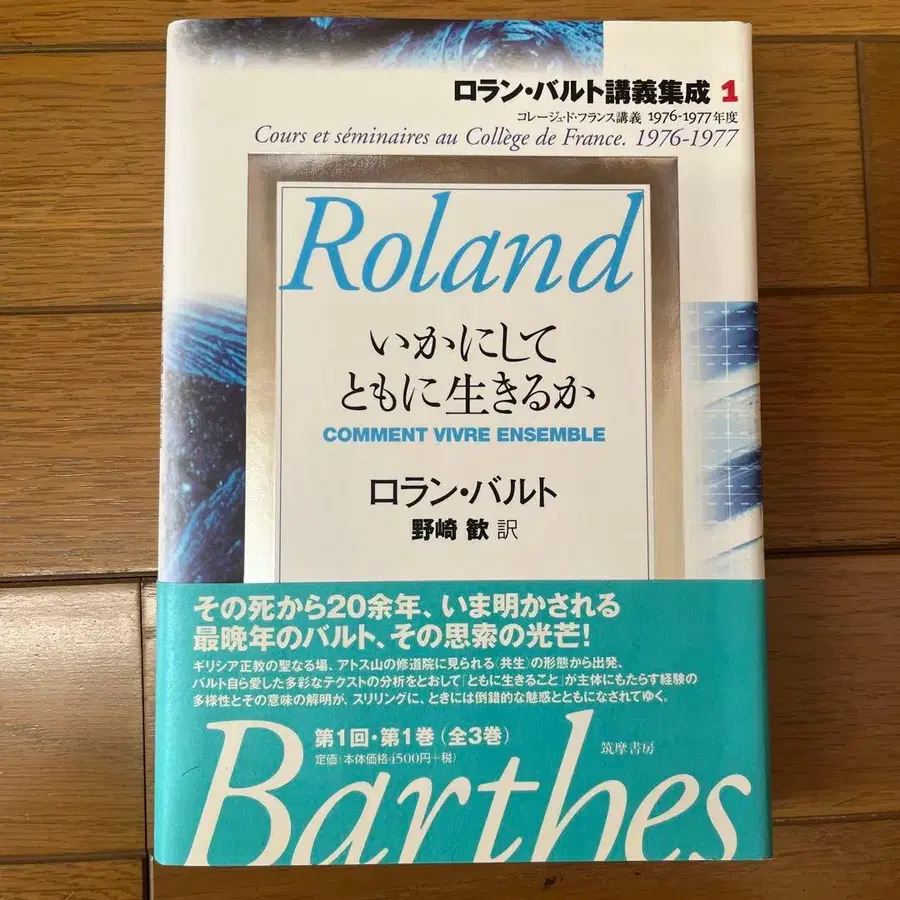 ロラン・バルト講義集成 1
コレージュ・ド・フランス講義 1976-1977年度
Cours et séminaires au Collège de France. 1976-1977
Roland
いかにして
ともに生きるか
COMMENT VIVRE ENSEMBLE
ロラン・バルト
野崎 歓 訳
その死から20余年、いま明かされる
最晩年のバルト、その思索の光芒!
ギリシア正教の聖なる場、アトス山の修道院に見られる〈共生〉の形態から出発、
バルト自ら愛した多彩なテクストの分析をとおして「ともに生きること」が主体にもたらす経験の
多様性とその意味の解明が、スリリングに、ときには倒錯的な魅惑とともになされてゆく。
第1回・第1巻(全3巻)
定価(本体価格4500円+税)
筑摩書房
Barthes